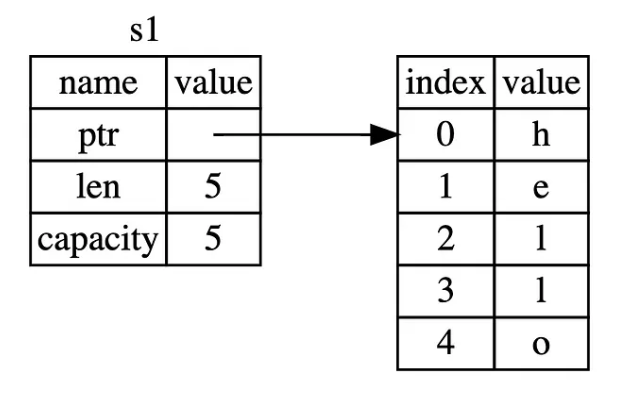 s1
name value
ptr
len 5
capacity 5
index value
0 h
1 e
2 l
3 l
4 o